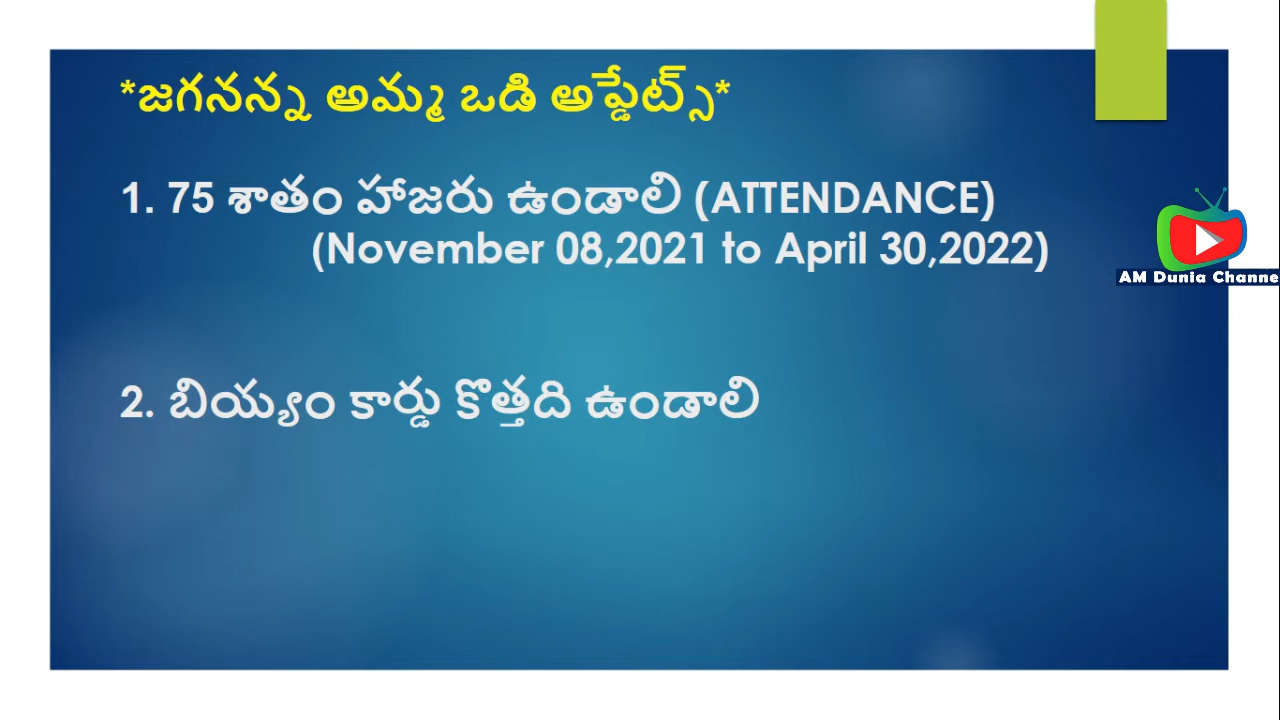 *జగనన్న అమ్మ ఒడి అప్డేట్స్*
1. 75 శాతం హాజరు ఉండాలి (ATTENDANCE)
(November 08,2021 to April 30,2022)
AM Dunia Channe
2. బియ్యం కార్డు కొత్తది ఉండాలి